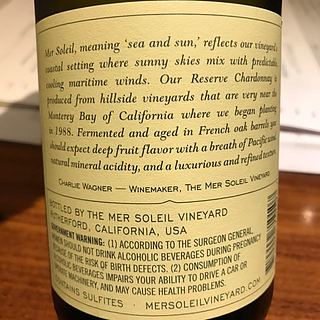 Mer Soleil, meaning 'sea and sun,' reflects our vineyard's
coastal setting where sunny skies mix with predictable,
cooling maritime winds. Our Reserve Chardonnay is
produced from hillside vineyards that are very near the
Monterey Bay of California where we began planting
in 1988. Fermented and aged in French oak barrels you
should expect deep fruit flavor with a breath of Pacific wind,
natural mineral acidity, and a luxurious and refined texture.
CHARLIE WAGNER — WINEMAKER, THE MER SOLEIL VINEYARD
BOTTLED BY THE MER SOLEIL VINEYARD
RUTHERFORD, CALIFORNIA, USA
GOVERNMENT WARNING: (1) ACCORDING TO THE SURGEON GENERAL,
WOMEN SHOULD NOT DRINK ALCOHOLIC BEVERAGES DURING PREGNANCY
BECAUSE OF THE RISK OF BIRTH DEFECTS. (2) CONSUMPTION OF
ALCOHOLIC BEVERAGES IMPAIRS YOUR ABILITY TO DRIVE A CAR OR
OPERATE MACHINERY, AND MAY CAUSE HEALTH PROBLEMS.
CONTAINS SULFITES · MERSOLEILVINEYARD.COM